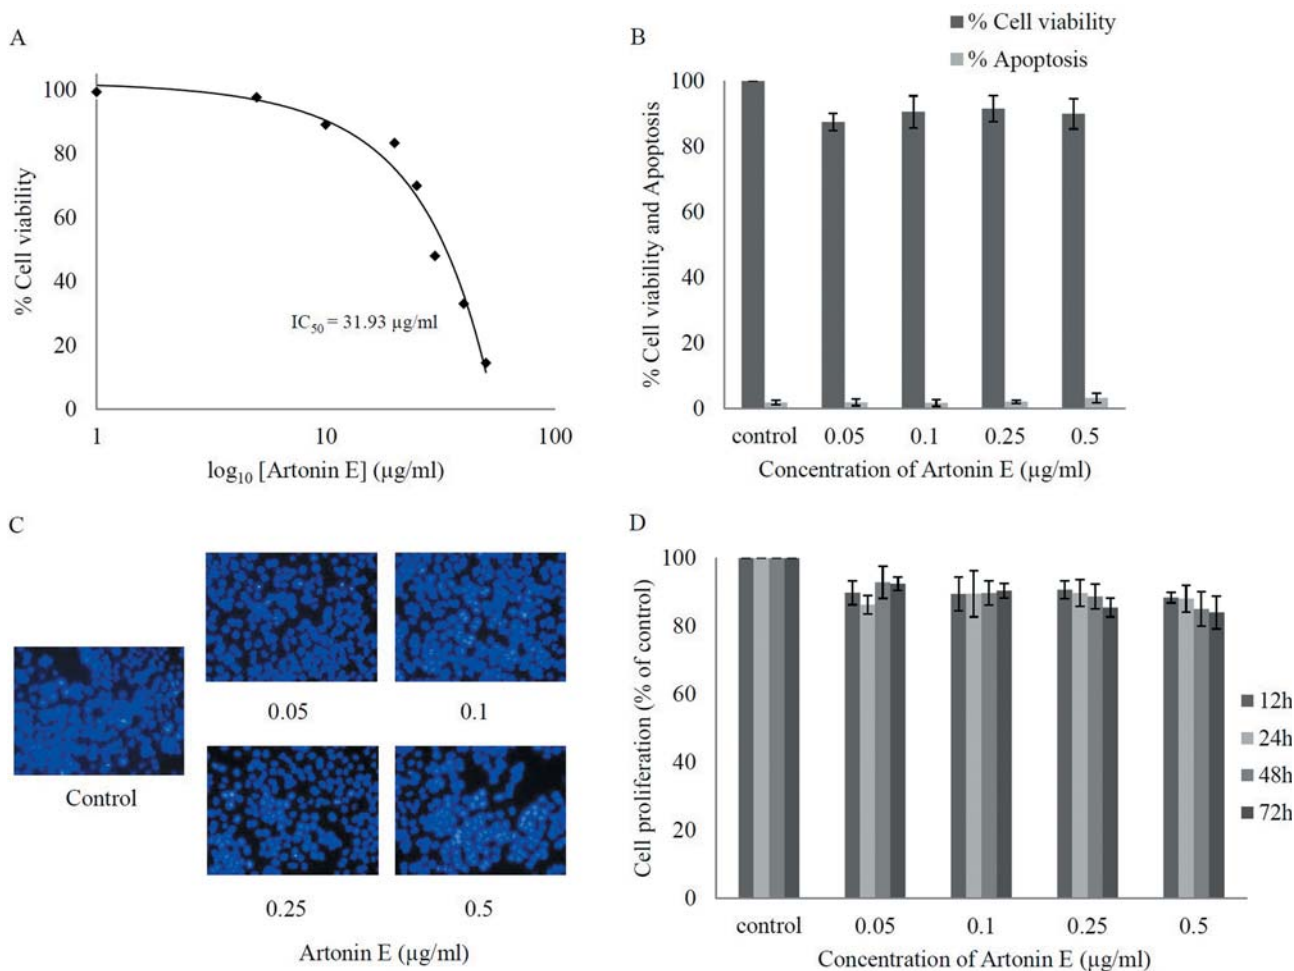 A
100
80
60
40
20
0
% Cell viability
IC50 = 31.93 µg/ml
1
10
100
log10 [Artonin E] (µg/ml)
B
% Cell viability
% Apoptosis
100
80
60
40
20
0
% Cell viability and Apoptosis
control
0.05
0.1
0.25
0.5
Concentration of Artonin E (µg/ml)
C
Control
0.05
0.1
0.25
0.5
Artonin E (µg/ml)
D
100
80
60
40
20
0
Cell proliferation (% of control)
12h
24h
48h
72h
control
0.05
0.1
0.25
0.5
Concentration of Artonin E (µg/ml)